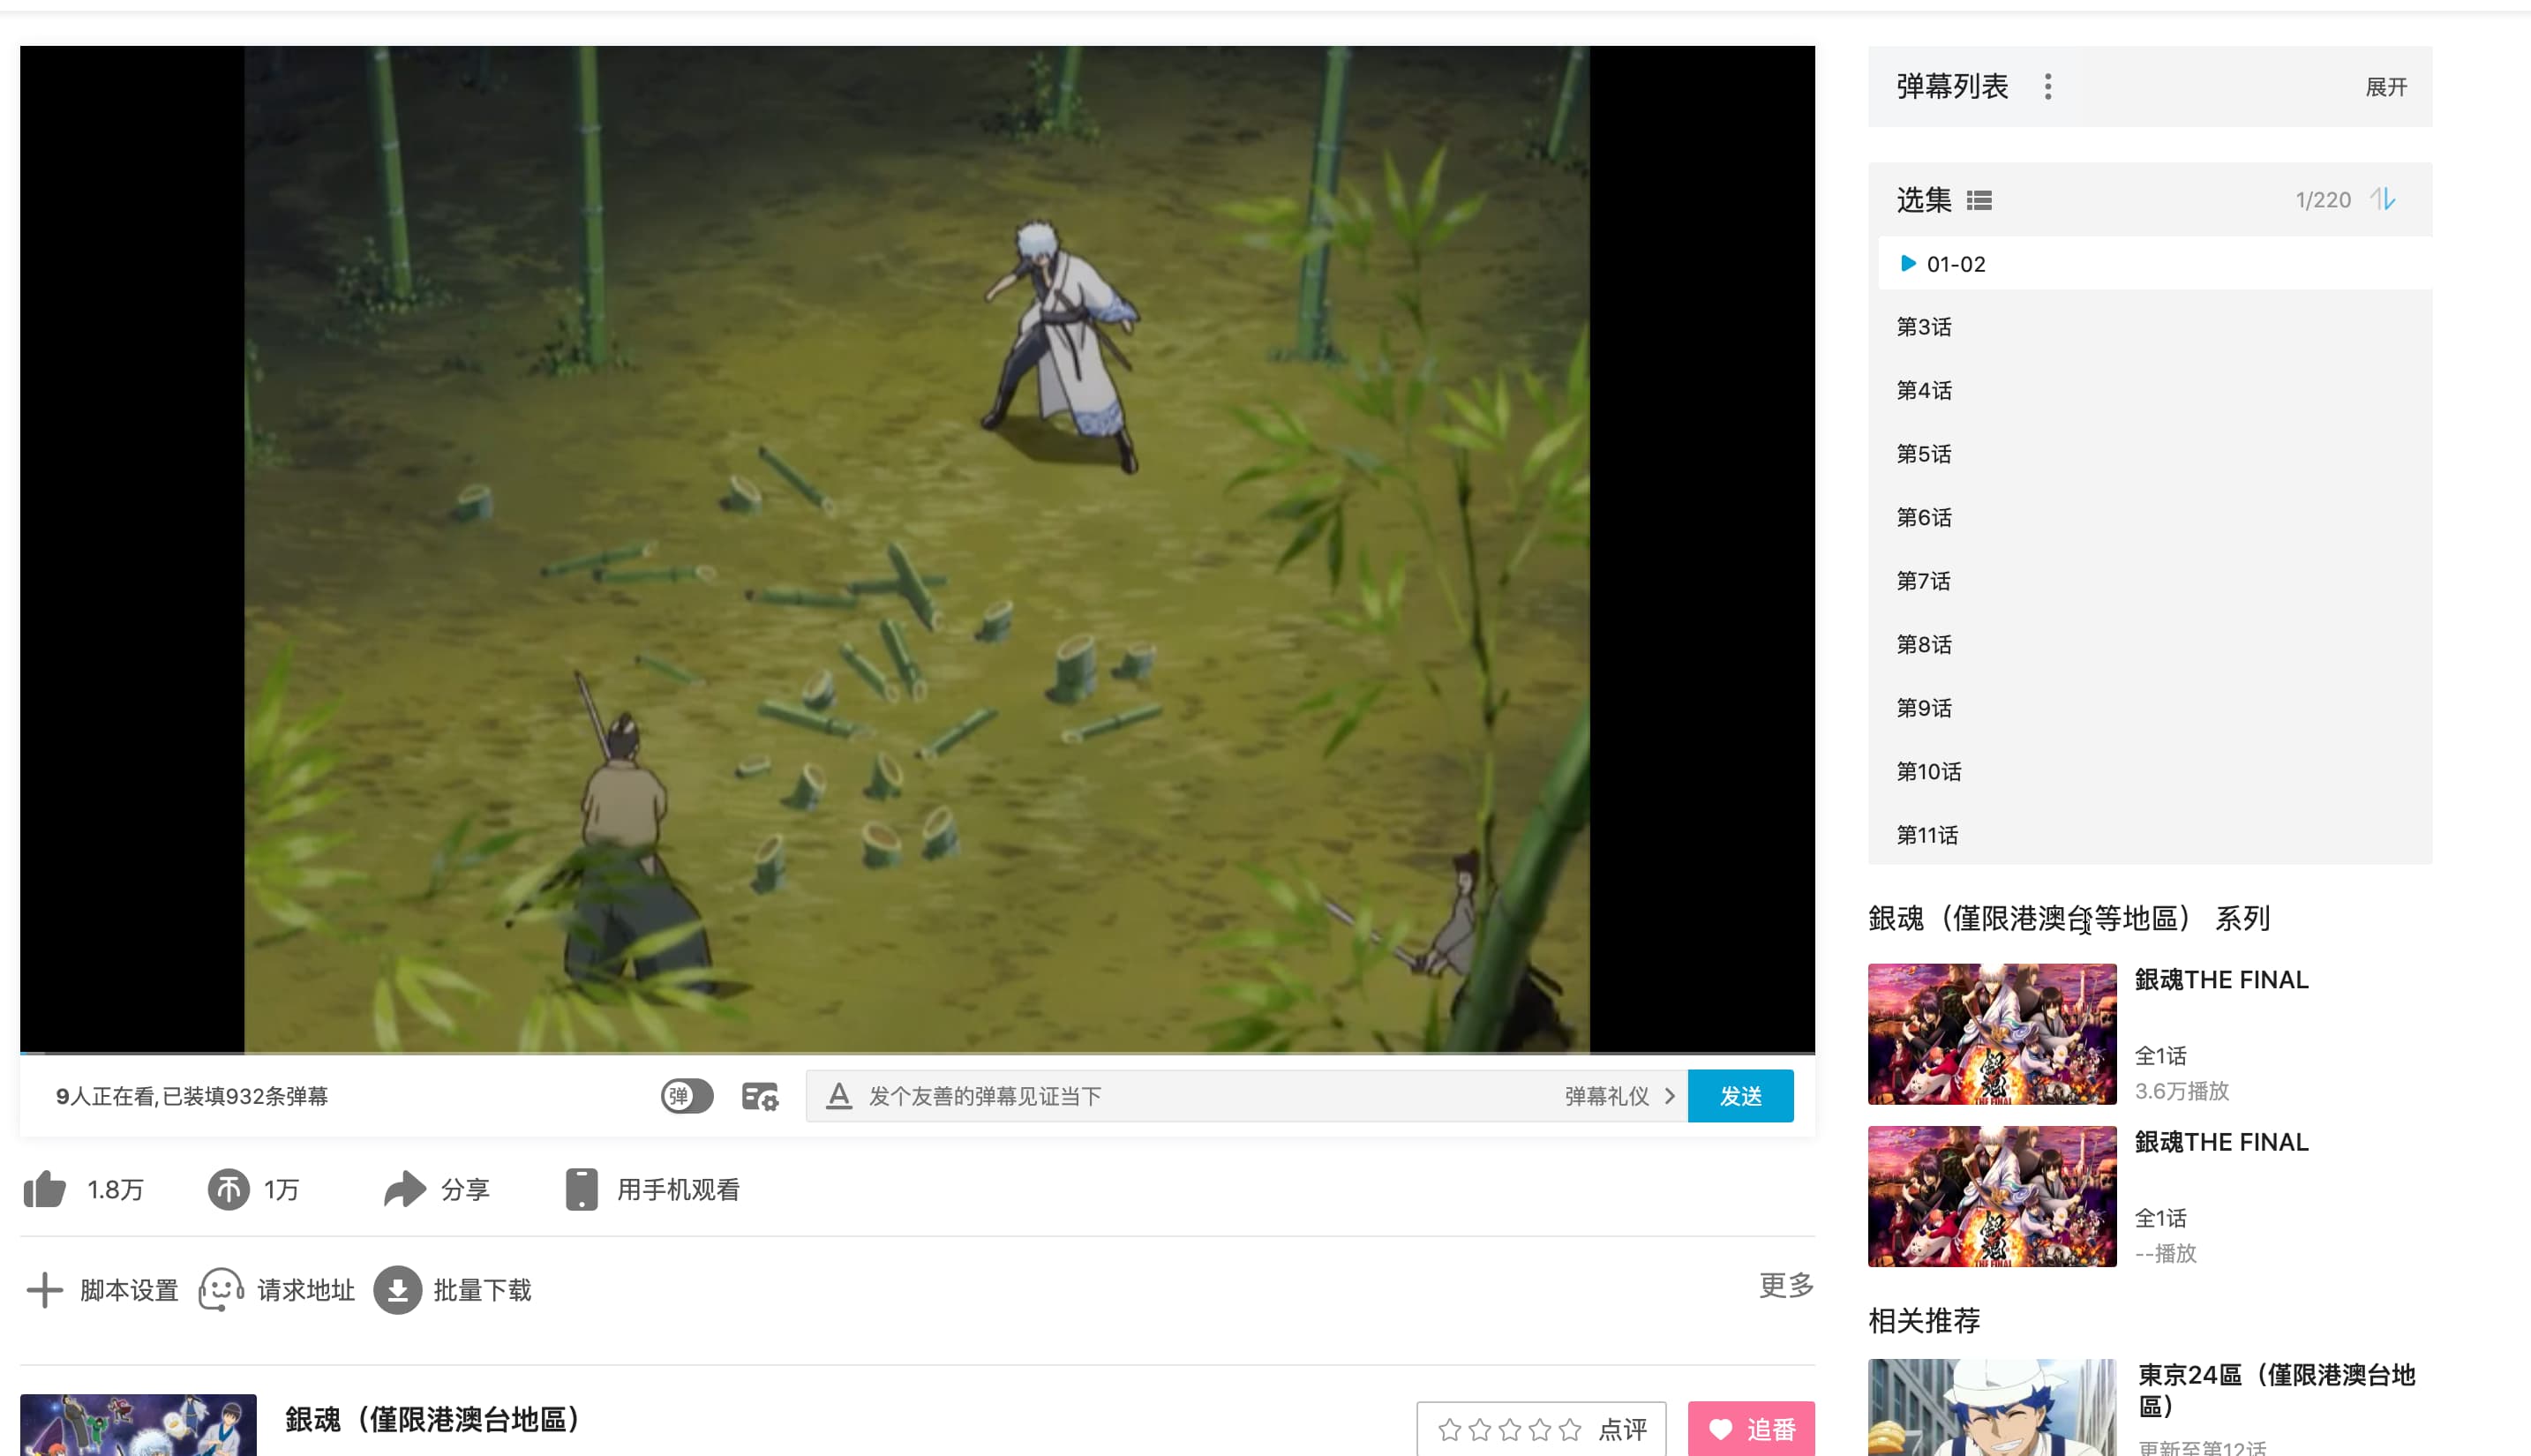 弹幕列表
展开
选集
1/220
01-02
第3话
第4话
第5话
第6话
第7话
第8话
第9话
第10话
第11话
銀魂（僅限港澳台等地區） 系列
銀魂THE FINAL
全1话
3.6万播放
銀魂THE FINAL
全1话
--播放
相关推荐
東京24區（僅限港澳台地
區）
更新至第12话
9人正在看,已装填932条弹幕
弹
发个友善的弹幕见证当下
弹幕礼仪
发送
1.8万
1万
分享
用手机观看
脚本设置
请求地址
批量下载
更多
銀魂（僅限港澳台地區）
点评
追番